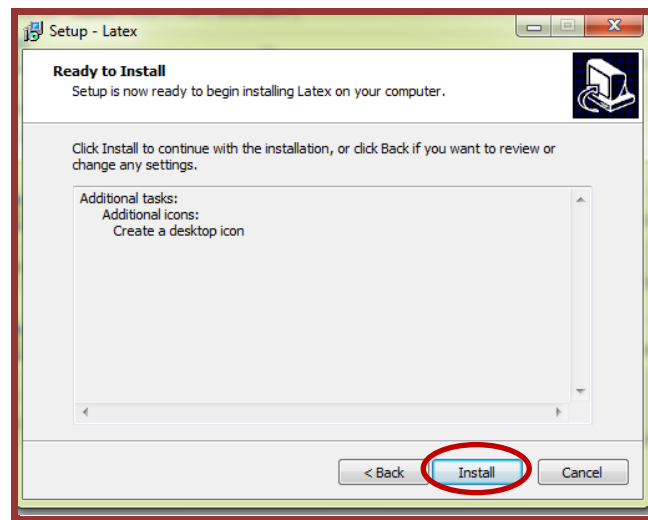 Setup - Latex
Ready to Install
Setup is now ready to begin installing Latex on your computer.
Click Install to continue with the installation, or click Back if you want to review or
change any settings.
Additional tasks:
Additional icons:
Create a desktop icon
< Back
Install
Cancel